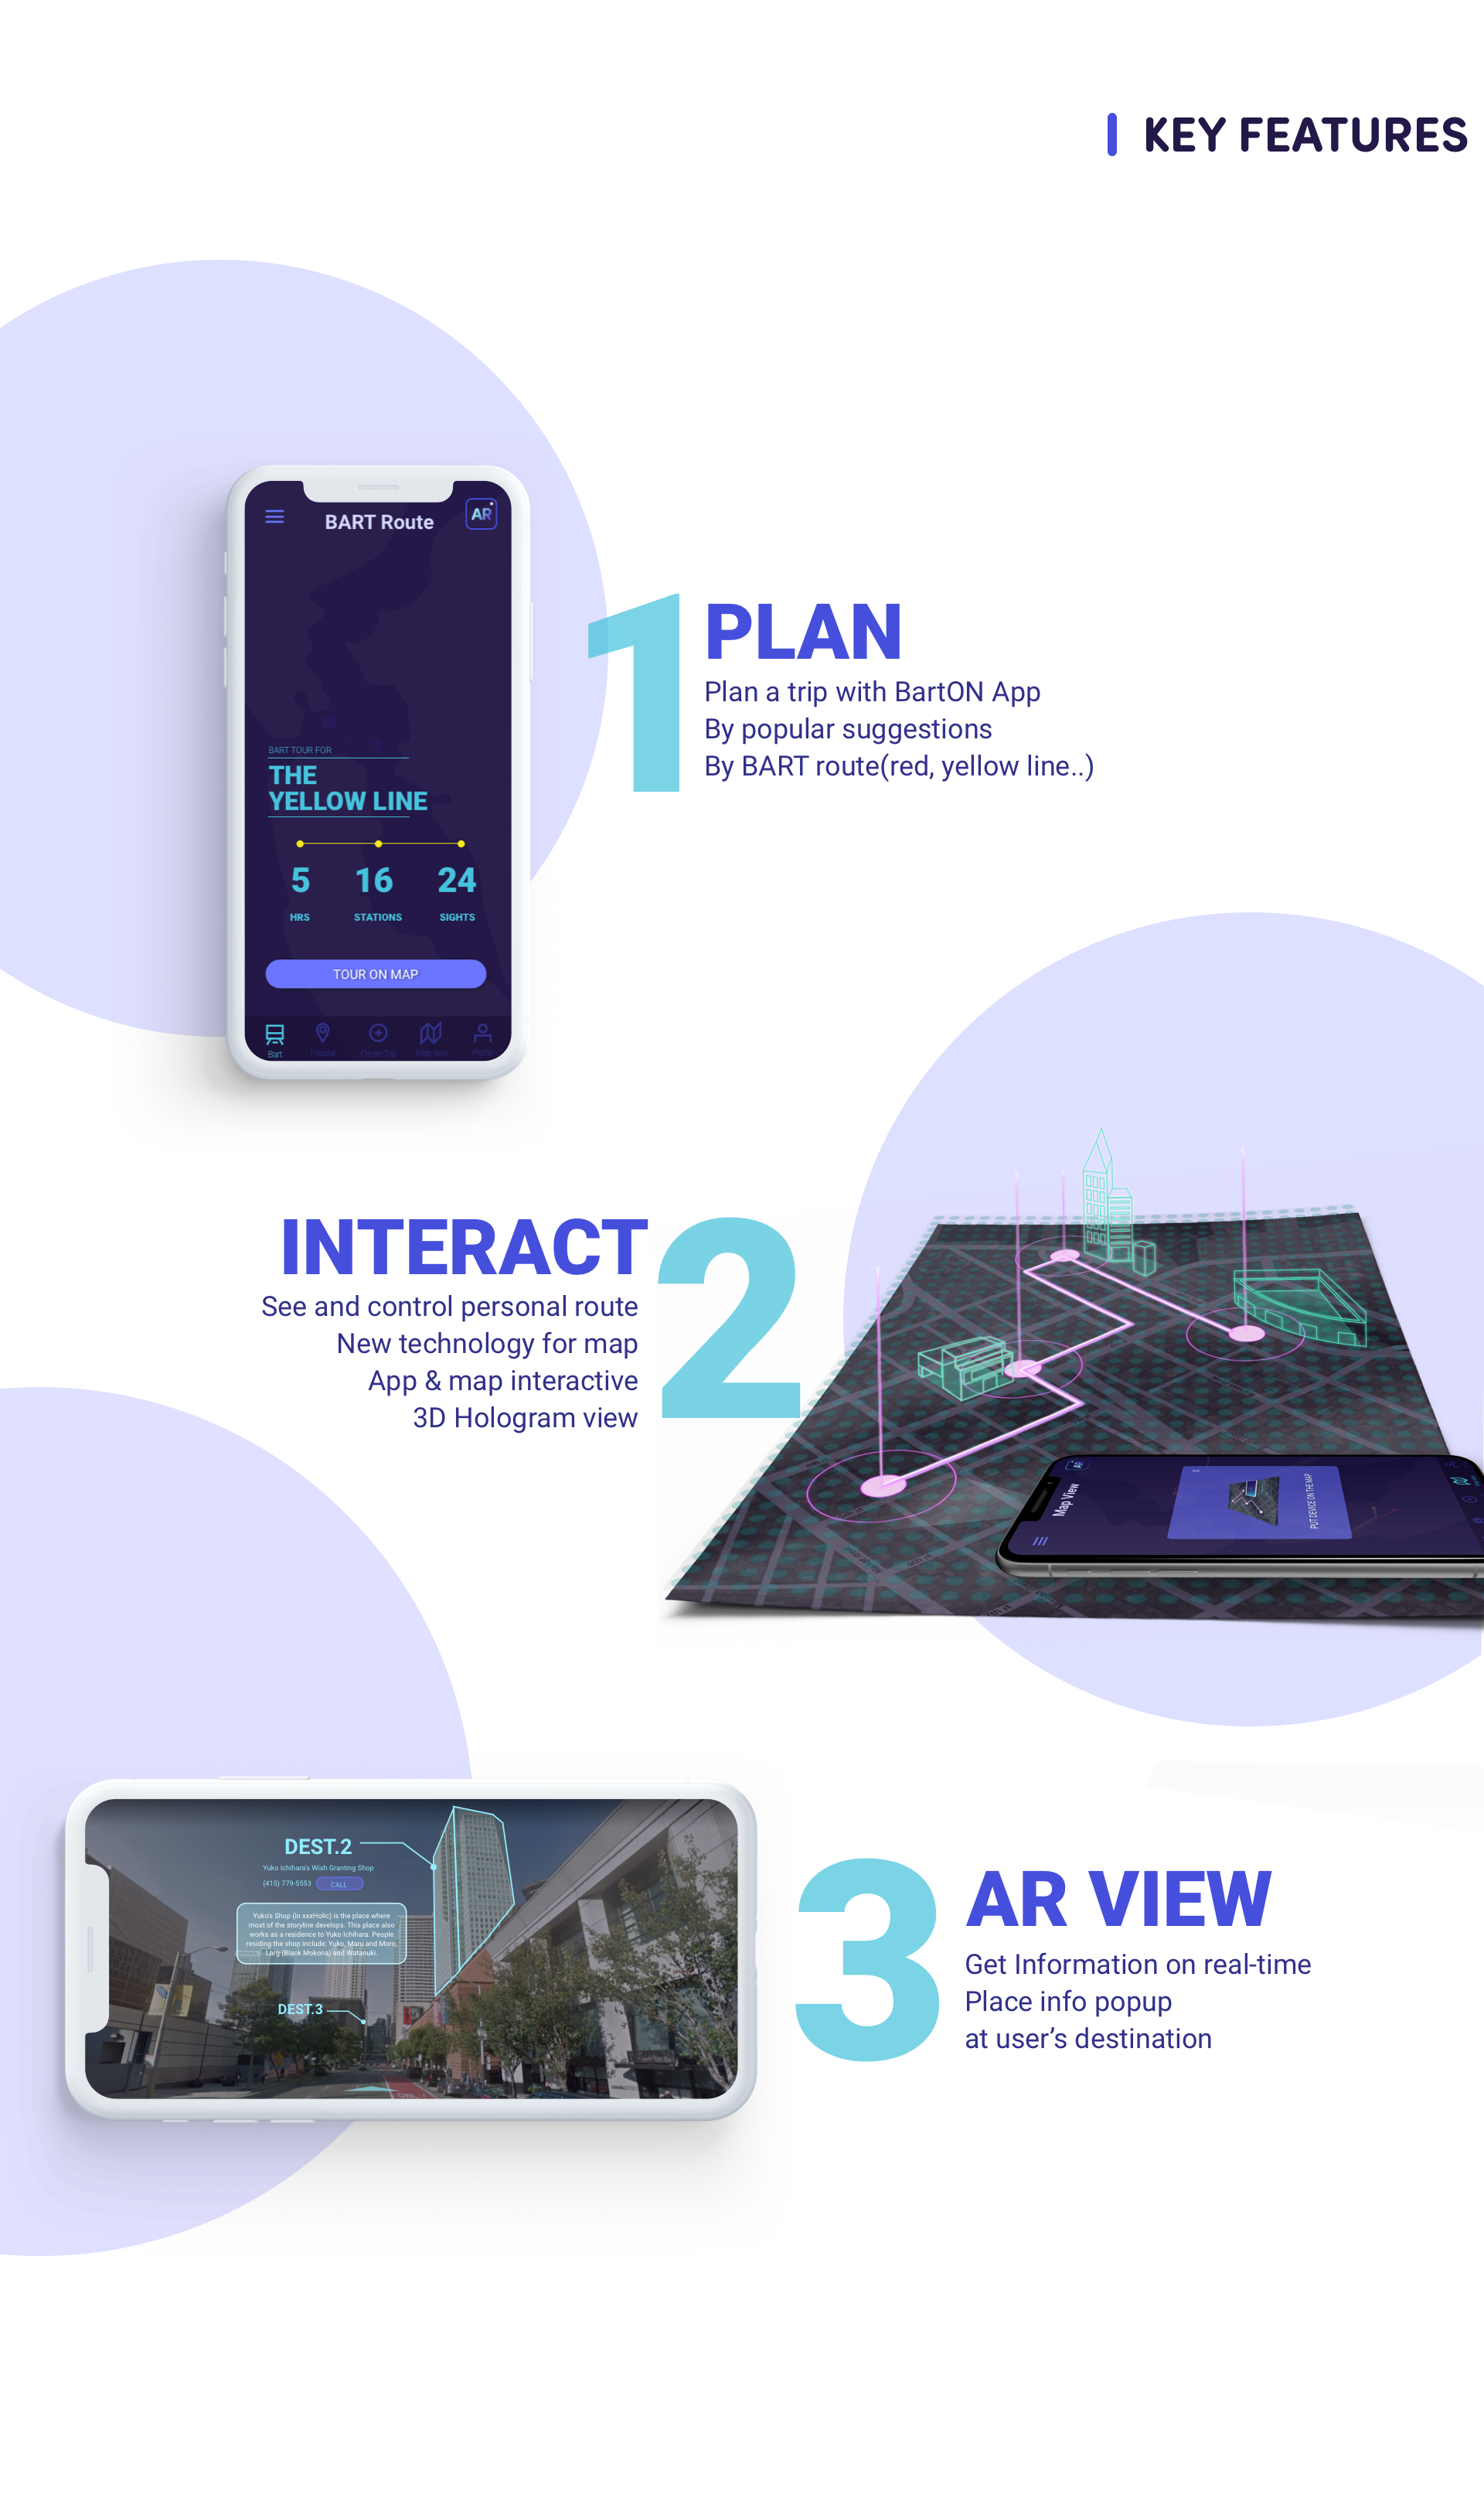 KEY FEATURES
BART Route
AR
BART TOUR FOR
THE
YELLOW LINE
5 16 24
HRS STATIONS SIGHTS
TOUR ON MAP
Bart Popular Create Trip Map view Profile
1
PLAN
Plan a trip with BartON App
By popular suggestions
By BART route(red, yellow line..)
INTERACT
See and control personal route
New technology for map
App & map interactive
3D Hologram view
2
Map View
AR
PUT DEVICE ON THE MAP
DEST.2
Yuko Ichihara's Wish Granting Shop
(415) 779-5553 CALL
Yuko's Shop (in xxxHolic) is the place where
most of the storyline develops. This place also
works as a residence to Yuko Ichihara. People
residing the shop include: Yuko, Maru and Moro,
Larg (Black Mokona) and Watanuki.
DEST.3
3
AR VIEW
Get Information on real-time
Place info popup
at user’s destination